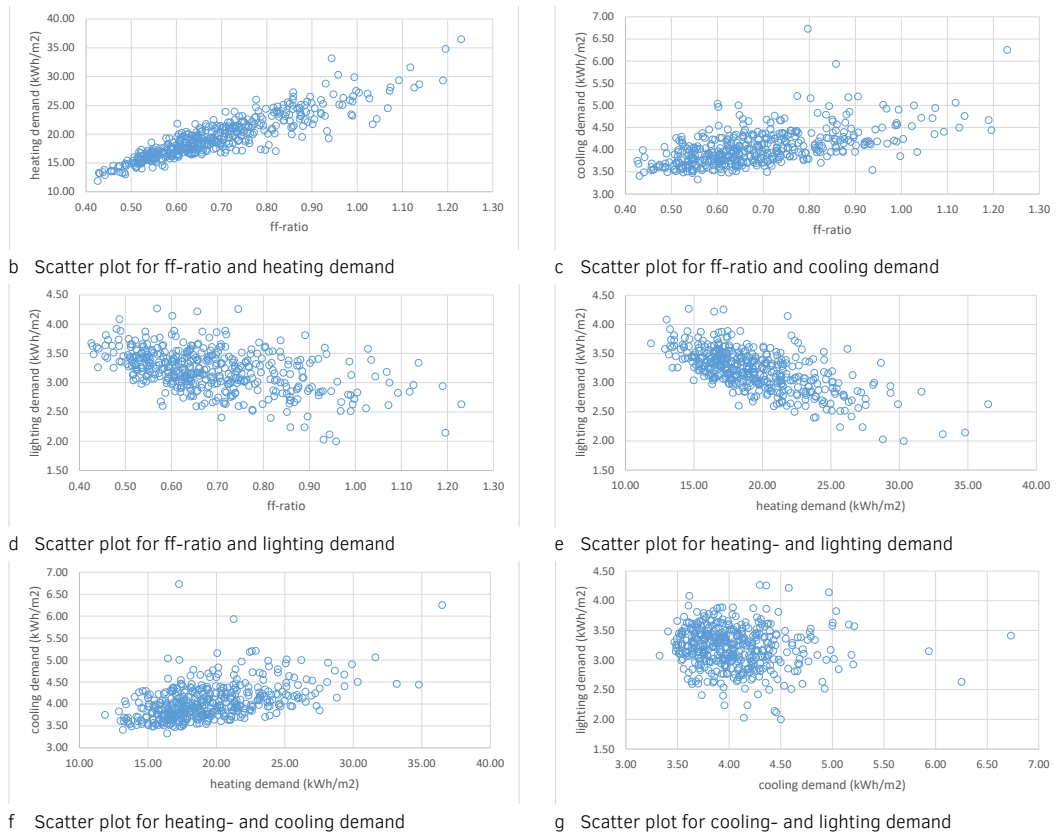 heating demand (kWh/m2)
40.00
35.00
30.00
25.00
20.00
15.00
10.00
0.40 0.50 0.60 0.70 0.80 0.90 1.00 1.10 1.20 1.30
ff-ratio
b Scatter plot for ff-ratio and heating demand
cooling demand (kWh/m2)
7.00
6.50
6.00
5.50
5.00
4.50
4.00
3.50
3.00
0.40 0.50 0.60 0.70 0.80 0.90 1.00 1.10 1.20 1.30
ff-ratio
c Scatter plot for ff-ratio and cooling demand
lighting demand (kWh/m2)
4.50
4.00
3.50
3.00
2.50
2.00
1.50
0.40 0.50 0.60 0.70 0.80 0.90 1.00 1.10 1.20 1.30
ff-ratio
d Scatter plot for ff-ratio and lighting demand
lighting demand (kWh/m2)
4.50
4.00
3.50
3.00
2.50
2.00
1.50
10.00 15.00 20.00 25.00 30.00 35.00 40.00
heating demand (kWh/m2)
e Scatter plot for heating- and lighting demand
cooling demand (kWh/m2)
7.00
6.50
6.00
5.50
5.00
4.50
4.00
3.50
3.00
10.00 15.00 20.00 25.00 30.00 35.00 40.00
heating demand (kWh/m2)
f Scatter plot for heating- and cooling demand
lighting demand (kWh/m2)
4.50
4.00
3.50
3.00
2.50
2.00
1.50
3.00 3.50 4.00 4.50 5.00 5.50 6.00 6.50 7.00
cooling demand (kWh/m2)
g Scatter plot for cooling- and lighting demand